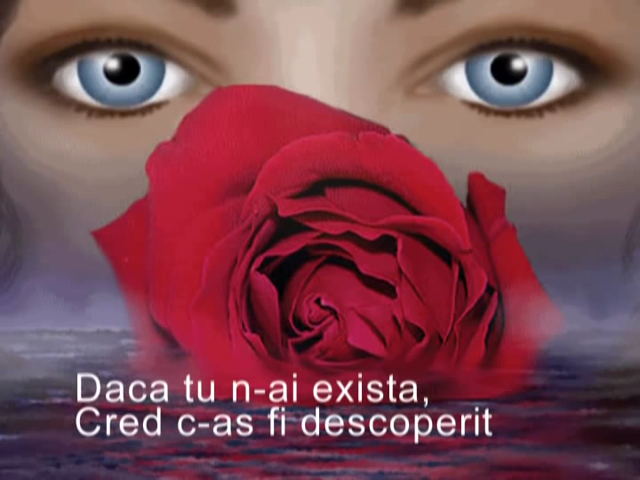 Daca tu n-ai exista,
Cred c-as fi descoperit